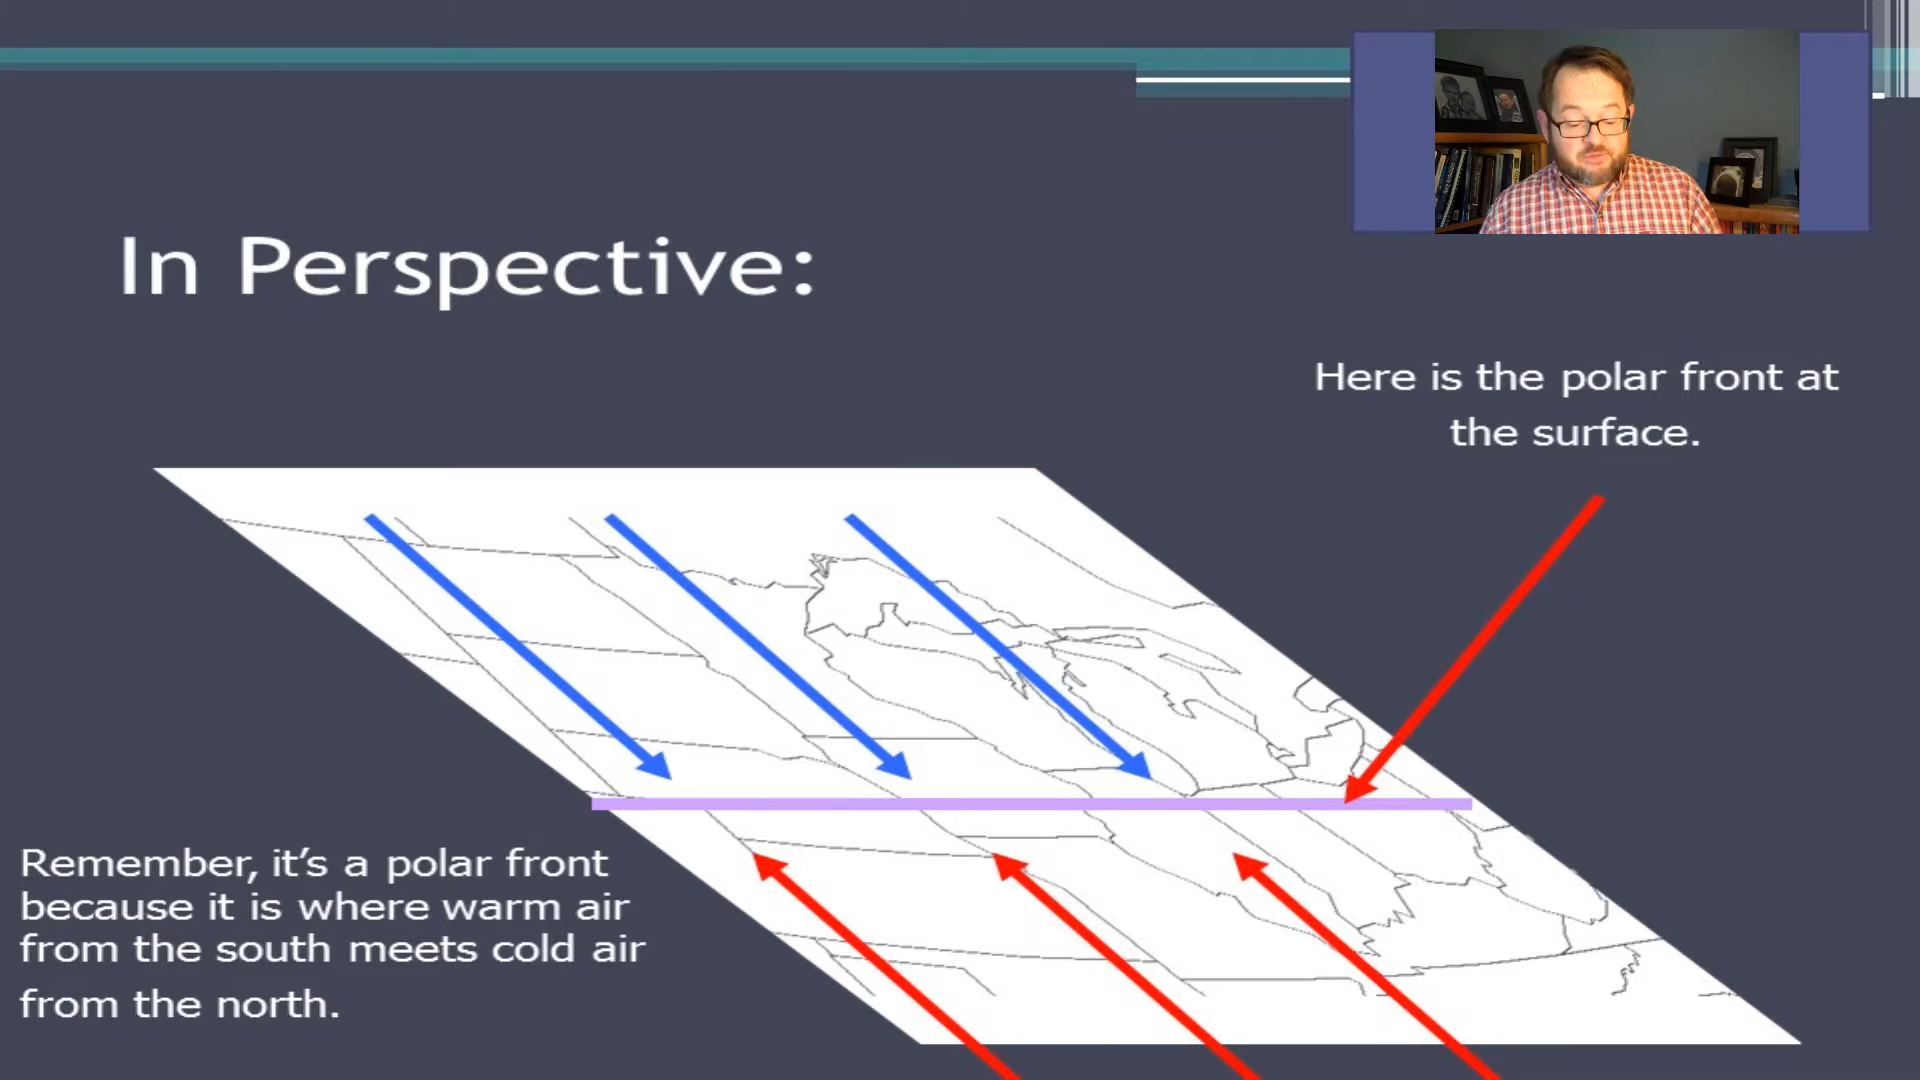 In Perspective:
Here is the polar front at
the surface.
Remember, it’s a polar front
because it is where warm air
from the south meets cold air
from the north.